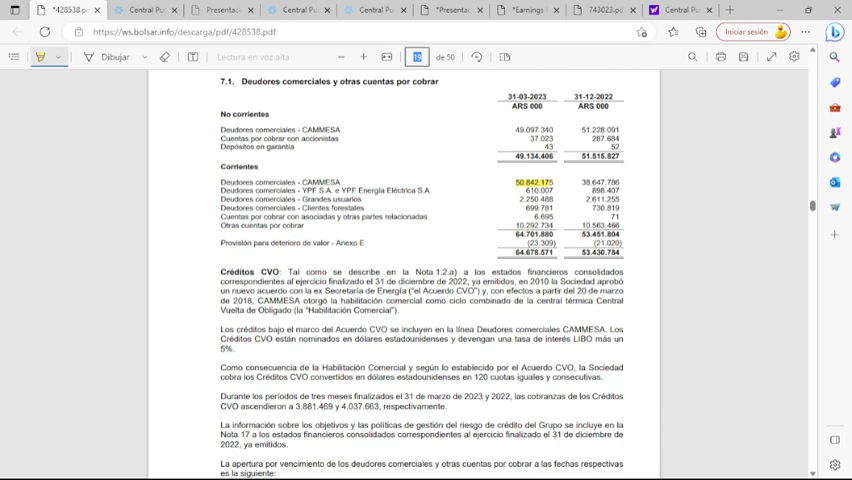 *428538.pd
Central Pu
Presentac
Central Pu
Central Pu
*Presentac
*Earnings
743023.pd
Central Pu
https://ws.bolsar.info/descarga/pdf/428538.pdf
Iniciar sesión
Dibujar
Lectura en voz alta
19 de 50
7.1. Deudores comerciales y otras cuentas por cobrar
31-03-2023 31-12-2022
ARS 000 ARS 000
No corrientes
Deudores comerciales - CAMMESA 49.097.340 51.228.091
Cuentas por cobrar con accionistas 37.023 287.684
Depósitos en garantía 43 52
49.134.406 51.515.827
Corrientes
Deudores comerciales - CAMMESA 50.842.175 38.647.786
Deudores comerciales - YPF S.A. e YPF Energía Eléctrica S.A. 610.007 898.407
Deudores comerciales - Grandes usuarios 2.250.488 2.611.255
Deudores comerciales - Clientes forestales 699.781 730.819
Cuentas por cobrar con asociadas y otras partes relacionadas 6.695 71
Otras cuentas por cobrar 10.292.734 10.563.466
64.701.880 53.451.804
Provisión para deterioro de valor - Anexo E (23.309) (21.020)
64.678.571 53.430.784
Créditos CVO: Tal como se describe en la Nota 1.2.a) a los estados financieros consolidados
correspondientes al ejercicio finalizado el 31 de diciembre de 2022, ya emitidos, en 2010 la Sociedad aprobó
un nuevo acuerdo con la ex Secretaría de Energía ("el Acuerdo CVO") y, con efectos a partir del 20 de marzo
de 2018, CAMMESA otorgó la habilitación comercial como ciclo combinado de la central térmica Central
Vuelta de Obligado (la "Habilitación Comercial").
Los créditos bajo el marco del Acuerdo CVO se incluyen en la línea Deudores comerciales CAMMESA. Los
Créditos CVO están nominados en dólares estadounidenses y devengan una tasa de interés LIBO más un
5%.
Como consecuencia de la Habilitación Comercial y según lo establecido por el Acuerdo CVO, la Sociedad
cobra los Créditos CVO convertidos en dólares estadounidenses en 120 cuotas iguales y consecutivas.
Durante los períodos de tres meses finalizados el 31 de marzo de 2023 y 2022, las cobranzas de los Créditos
CVO ascendieron a 3.881.469 y 4.037.663, respectivamente.
La información sobre los objetivos y las políticas de gestión del riesgo de crédito del Grupo se incluye en la
Nota 17 a los estados financieros consolidados correspondientes al ejercicio finalizado el 31 de diciembre de
2022, ya emitidos.
La apertura por vencimiento de los deudores comerciales y otras cuentas por cobrar a las fechas respectivas
es la siguiente: